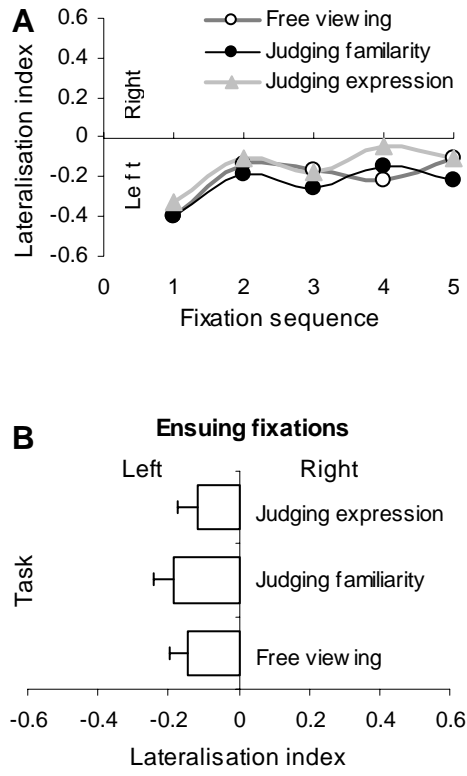 A
Free viewing
Judging familarity
Judging expression
Lateralisation index
Right
Left
0.6
0.4
0.2
0
-0.2
-0.4
-0.6
0 1 2 3 4 5
Fixation sequence
B
Ensuing fixations
Left Right
Task
Judging expression
Judging familiarity
Free viewing
-0.6 -0.4 -0.2 0 0.2 0.4 0.6
Lateralisation index